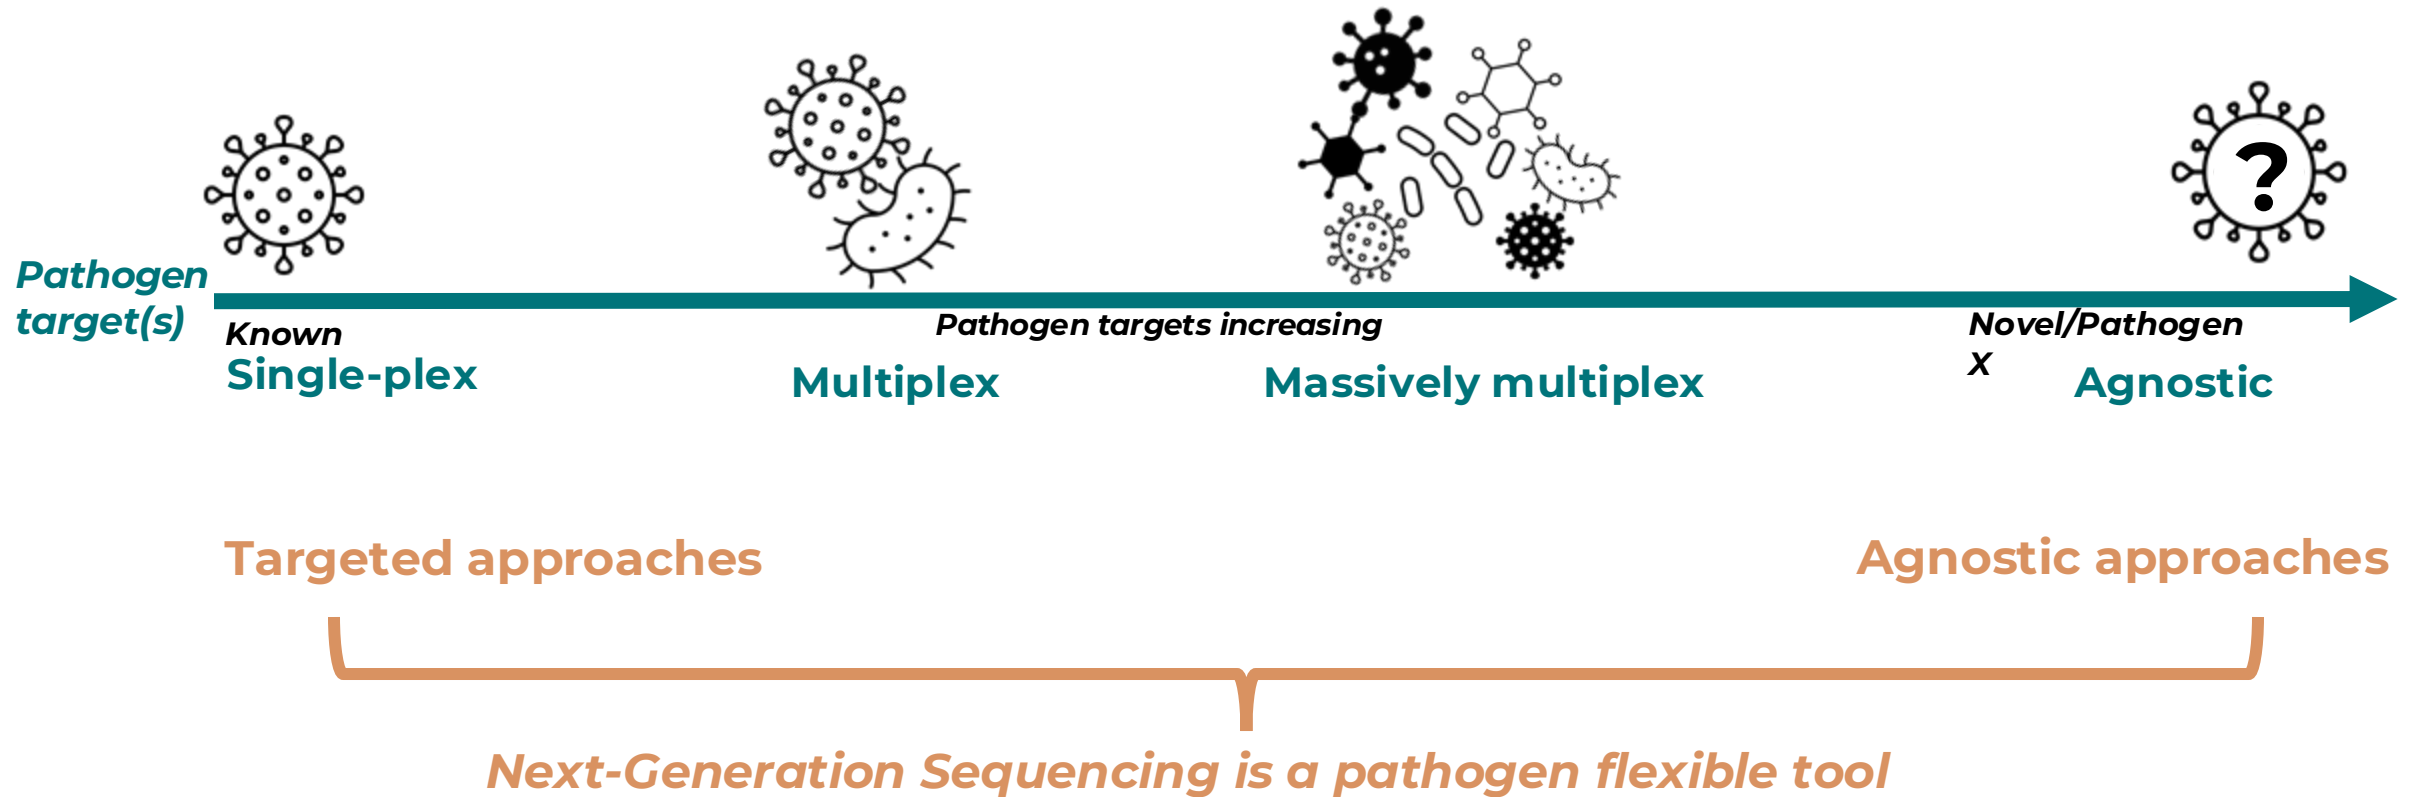 Pathogen
target(s)
?
Known
Pathogen targets increasing
Novel/Pathogen
X
Single-plex
Multiplex
Massively multiplex
Agnostic
Targeted approaches
Agnostic approaches
Next-Generation Sequencing is a pathogen flexible tool